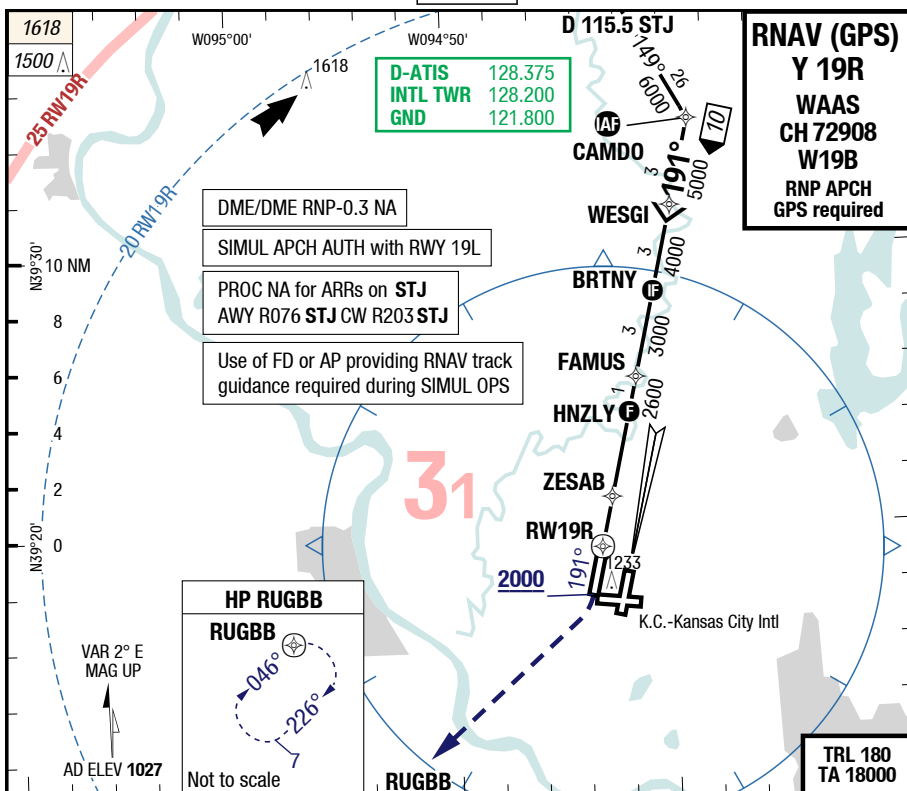 1618
1500
25 RW19R
20 RW19R
W095°00'
W094°50'
1618
D 115.5 STJ
149°
26
6000
D-ATIS 128.375
INTL TWR 128.200
GND 121.800
RNAV (GPS)
Y 19R
WAAS
CH 72908
W19B
RNP APCH
GPS required
IAF
CAMDO
10
191°
3
5000
WESGI
DME/DME RNP-0.3 NA
SIMUL APCH AUTH with RWY 19L
PROC NA for ARRs on STJ
AWY R076 STJ CW R203 STJ
Use of FD or AP providing RNAV track
guidance required during SIMUL OPS
N39°30'
10 NM
8
6
4
2
0
N39°20'
3
4000
BRTNY
IF
3
3000
FAMUS
1
HNZLY
F
2600
31
ZESAB
RW19R
1233
191°
2000
K.C.-Kansas City Intl
HP RUGBB
RUGBB
046°
226°
7
Not to scale
VAR 2° E
MAG UP
AD ELEV 1027
RUGBB
TRL 180
TA 18000